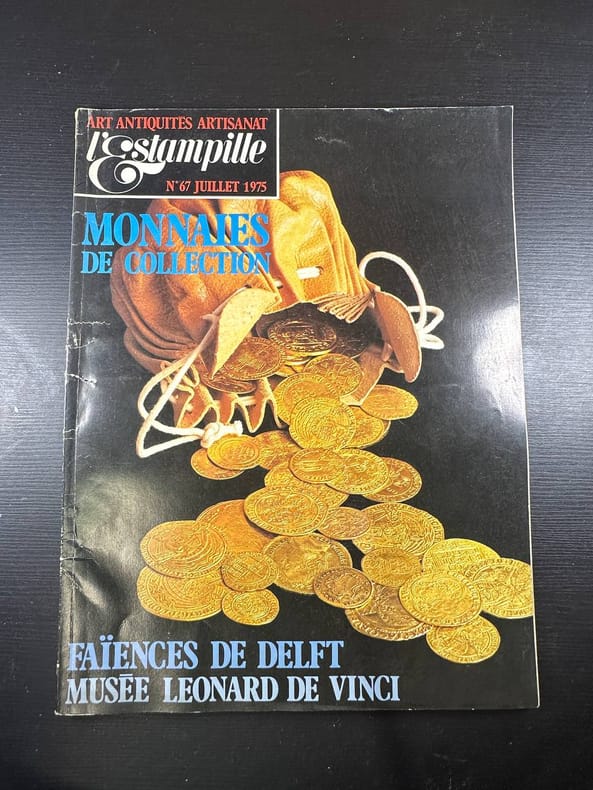 ART ANTIQUITÉS ARTISANAT
l'Estampille
N°67 JUILLET 1975
MONNAIES
DE COLLECTION
FAÏENCES DE DELFT
MUSÉE LEONARD DE VINCI